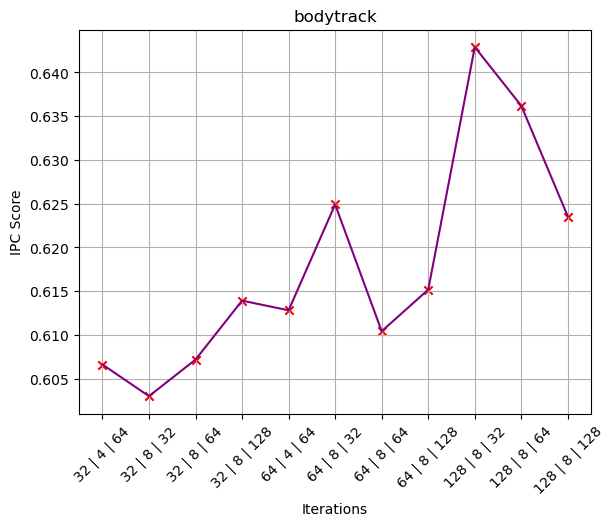 bodytrack
IPC Score
0.640
0.635
0.630
0.625
0.620
0.615
0.610
0.605
32 | 4 | 64
32 | 8 | 32
32 | 8 | 64
32 | 8 | 128
64 | 4 | 64
64 | 8 | 32
64 | 8 | 64
64 | 8 | 128
128 | 8 | 32
128 | 8 | 64
128 | 8 | 128
Iterations